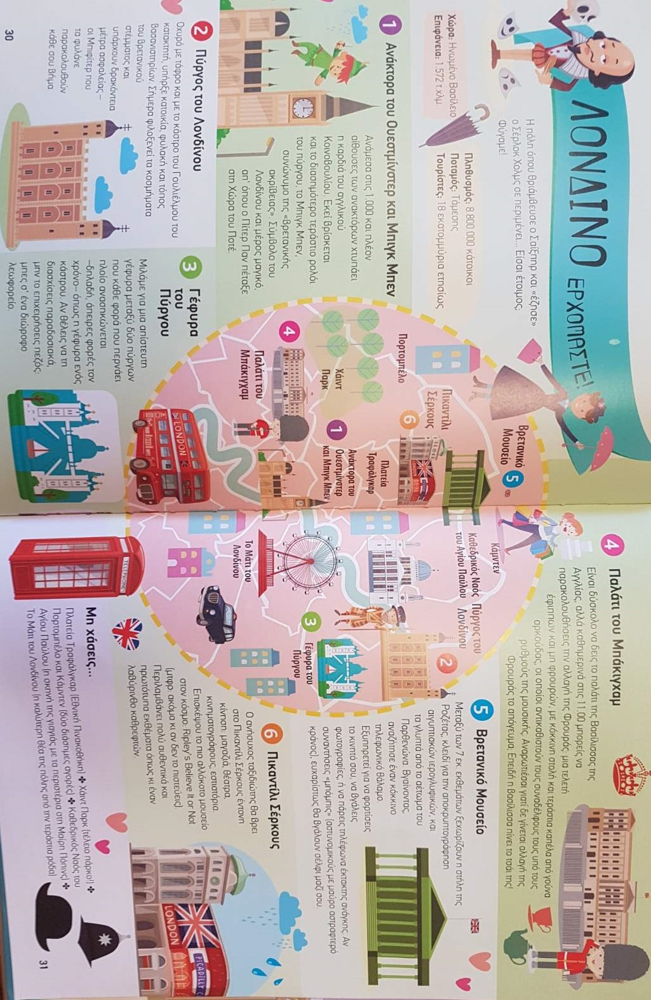 ΛΟΝΔΙΝΟ ΕΡΧΟΜΑΣΤΕ!
Η πόλη όπου θριάμβευσε ο Σαίξπηρ και «έζησε»
ο Σέρλοκ Χολμς σε περιμένει... Είσαι έτοιμος;
Φύγαμε!
Χώρα: Ηνωμένο Βασίλειο
Επιφάνεια: 1.572 τ.χλμ
Πληθυσμός: 8.800.000 κάτοικοι
Ποταμός: Τάμεσης
Τουρίστες: 18 εκατομμύρια ετησίως
1 Ανάκτορα του Ουεστμίνστερ και Μπιγκ Μπεν
Ανάμεσα στις 1.000 και πλέον
αίθουσες των ανακτόρων χτυπάει
η καρδιά του αγγλικού
Κοινοβουλίου. Εκεί βρίσκεται
και το διασημότερο τεράστιο ρολόι
του πύργου, το Μπιγκ Μπεν,
συνώνυμο της «βρετανικής
ακρίβειας». Σύμβολο του
Λονδίνου και μέρος μαγικό,
απ' όπου ο Πίτερ Παν πέταξε
στη Χώρα του Ποτέ.
2 Πύργος του Λονδίνου
Οχυρό με τάφρο και με το κάστρο του Γουλιέλμου του
κατακτητή, υπήρξε κατοικία, φυλακή και τόπος
βασανιστηρίων. Σήμερα φιλοξενεί τα κοσμήματα
του βρετανικού
στέμματος και
υπάρχουν δρακόντεια
μέτρα ασφαλείας –
οι Μπιφίτερ που
τα φυλάνε
παρακολουθούν
κάθε σου βήμα.
30
3 Γέφυρα
του
Πύργου
Μιλάμε για μια απίστευτη
γέφυρα μεταξύ δύο πύργων
που κάθε φορά που περνάει
πλοίο ανασηκώνεται
–δηλαδή, άπειρες φορές τον
χρόνο– όπως η γέφυρα ενός
κάστρου. Αν θέλεις να τη
διασχίσεις παραδοσιακά,
μην το επιχειρήσεις πεζός:
μπες σ' ένα διώροφο
λεωφορείο.
Βρετανικό
Μουσείο
5
Πορτομπέλο
Πικαντίλι
Σέρκους
6
Χάιντ
Παρκ
Πλατεία
Τραφάλγκαρ
4
Παλάτι του
Μπάκιγχαμ
1
Ανάκτορα του
Ουεστμίνστερ
και Μπιγκ Μπεν
LONDON
LONDON
Κάμντεν
Καθεδρικός Ναός
του Αγίου Παύλου
Πύργος του
Λονδίνου
2
Το Μάτι του
Λονδίνου
3
Γέφυρα του
Πύργου
4 Παλάτι του Μπάκιγχαμ
Είναι δύσκολο να δεις το παλάτι της Βασίλισσας της
Αγγλίας, αλλά καθημερινά στις 11.00 μπορείς να
παρακολουθήσεις την αλλαγή της Φρουράς, μια τελετή
έφιππων και μη φρουρών, με κόκκινη στολή και τεράστια καπέλα από γούνα
αρκούδας, οι οποίοι αντικαθιστούν τους συναδέλφους τους υπό τους
ρυθμούς της μουσικής. Αναρωτιέσαι γιατί δε γίνεται αλλαγή της
Φρουράς το απόγευμα; Επειδή η Βασίλισσα πίνει το τσάι της!
5 Βρετανικό Μουσείο
Μεταξύ των 7 εκ. εκθεμάτων ξεχωρίζουν η στήλη της
Ροζέτας, κλειδί για την αποκρυπτογράφηση
αιγυπτιακών ιερογλυφικών, και
τα γλυπτά από το αέτωμα του
Παρθενώνα. Βγαίνοντας,
αναζήτησε έναν κόκκινο
τηλεφωνικό θάλαμο.
Εξυπηρετεί για να φορτίσεις
το κινητό σου, να βγάλεις
φωτογραφίες, ή να πάρεις τηλέφωνα έκτακτης ανάγκης. Αν
συναντήσεις «μπόμπις» (αστυνομικούς με μαύρο αστραφτερό
κράνος), ευχαρίστως θα βγάλουν σέλφι μαζί σου.
6 Πικαντίλι Σέρκους
Ο ανήσυχος ταξιδιώτης θα βρει
στο Πικαντίλι Σέρκους έντονη
κίνηση: μαγαζιά, θέατρα,
κινηματογράφους, εστιατόρια.
Επισκέψου το πιο αλλόκοτο μουσείο
στον κόσμο: Ripley's Believe It or Not
(μτφρ.: ακόμα κι αν δεν το πιστεύεις).
Περιλαμβάνει πολύ αυθεντικά και
πρωτότυπα εκθέματα όπως κι έναν
λαβύρινθο καθρεφτών.
LONDON
PICADILLY
TELEPHONE
Μη χάσεις...
Πλατεία Τραφάλγκαρ (Εθνική Πινακοθήκη) ❖ Χάιντ Παρκ (τέλειο πάρκο!) ❖
Πορτομπέλο και Κάμντεν (δύο διάσημες αγορές) ❖ Καθεδρικός Ναός του
Αγίου Παύλου (η σκηνή της γιαγιάς με τα περιστέρια στη Μαίρη Πόπινς) ❖
Το Μάτι του Λονδίνου (η καλύτερη θέα της πόλης από την τεράστια ρόδα)
31